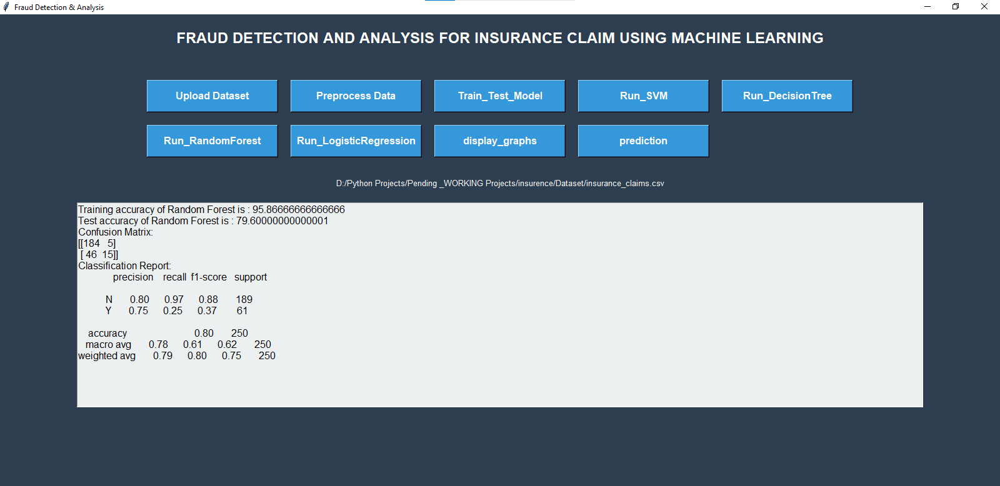 Fraud Detection & Analysis
FRAUD DETECTION AND ANALYSIS FOR INSURANCE CLAIM USING MACHINE LEARNING
Upload Dataset
Preprocess Data
Train_Test_Model
Run_SVM
Run_DecisionTree
Run_RandomForest
Run_LogisticRegression
display_graphs
prediction
D:/Python Projects/Pending _WORKING Projects/insurence/Dataset/insurance_claims.csv
Training accuracy of Random Forest is : 95.86666666666666
Test accuracy of Random Forest is : 79.60000000000001
Confusion Matrix:
[[184   5]
 [ 46  15]]
Classification Report:
precision    recall  f1-score   support
N       0.80      0.97      0.88       189
Y       0.75      0.25      0.37        61
accuracy                           0.80       250
macro avg       0.78      0.61      0.62       250
weighted avg       0.79      0.80      0.75       250